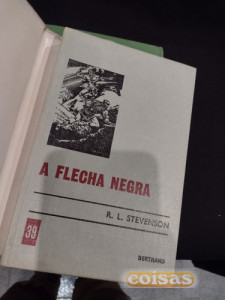 A FLECHA NEGRA
R. L. STEVENSON
39
BERTRAND
coisas